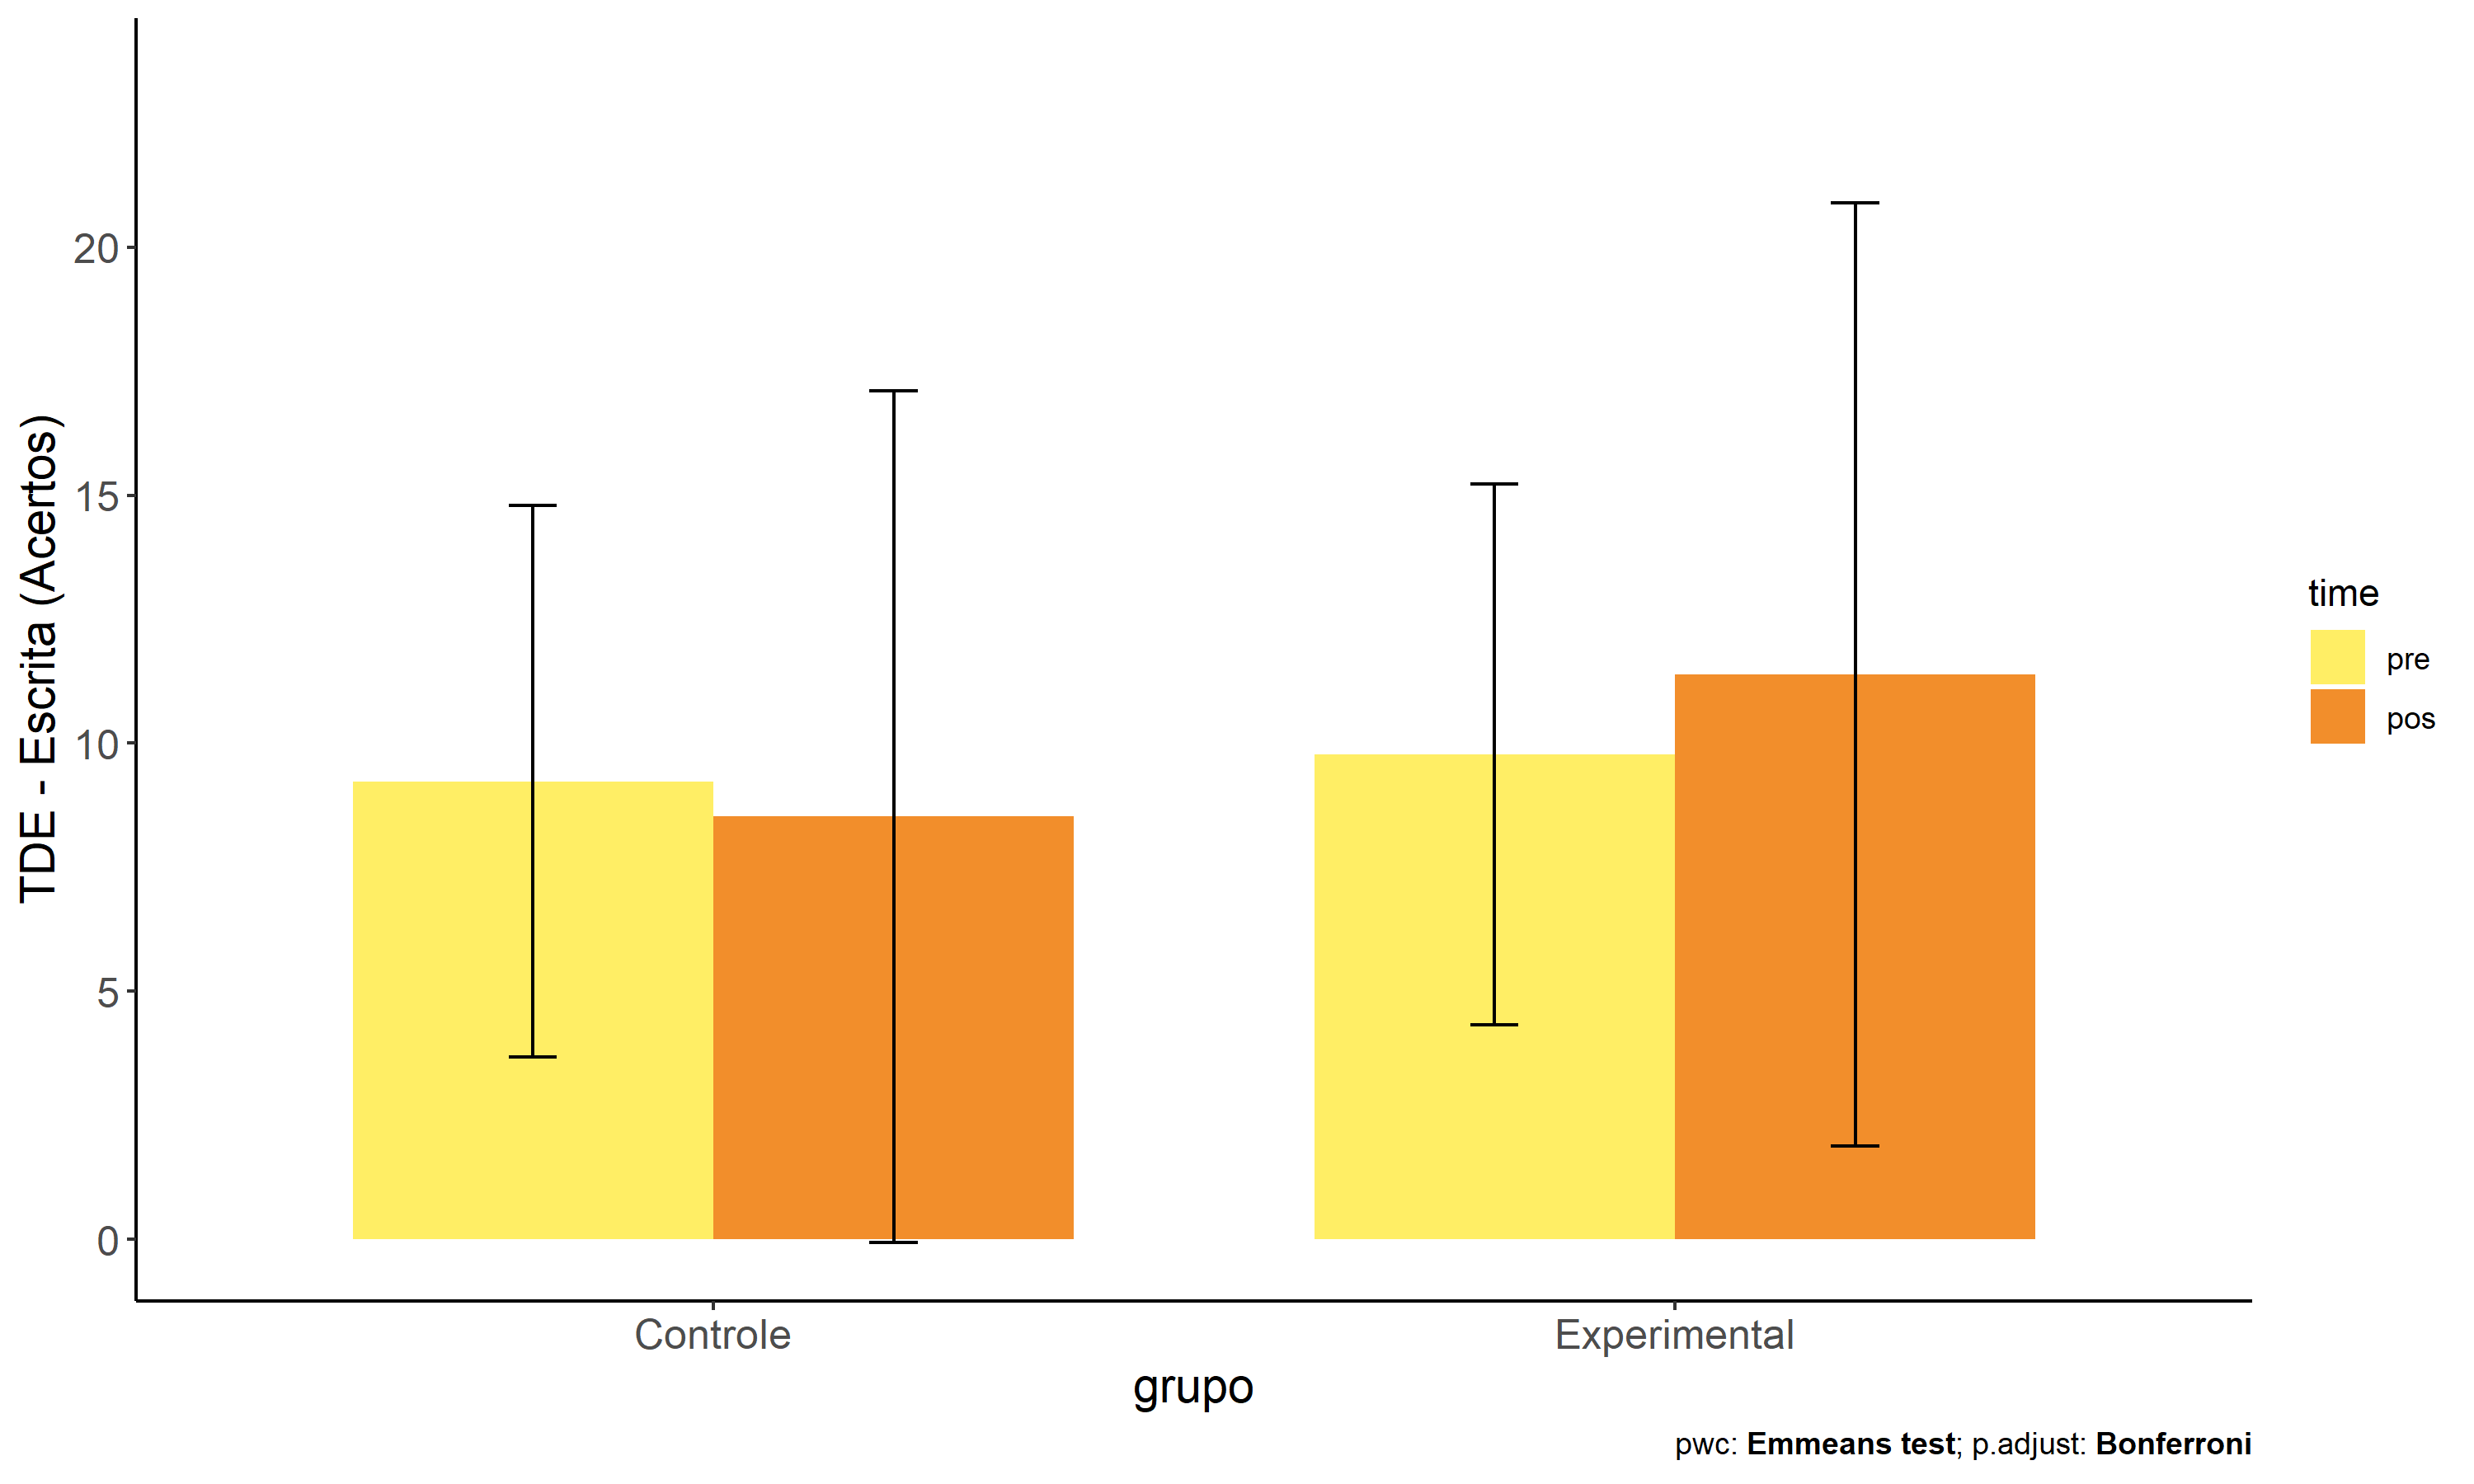 TDE - Escrita (Acertos)
20
15
10
5
0
Controle
Experimental
grupo
time
pre
pos
pwc: Emmeans test; p.adjust: Bonferroni